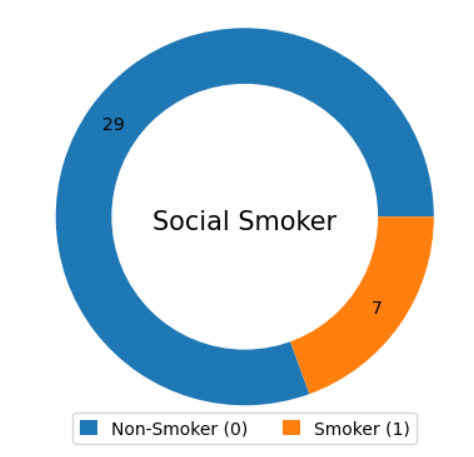 29
Social Smoker
7
Non-Smoker (0) Smoker (1)